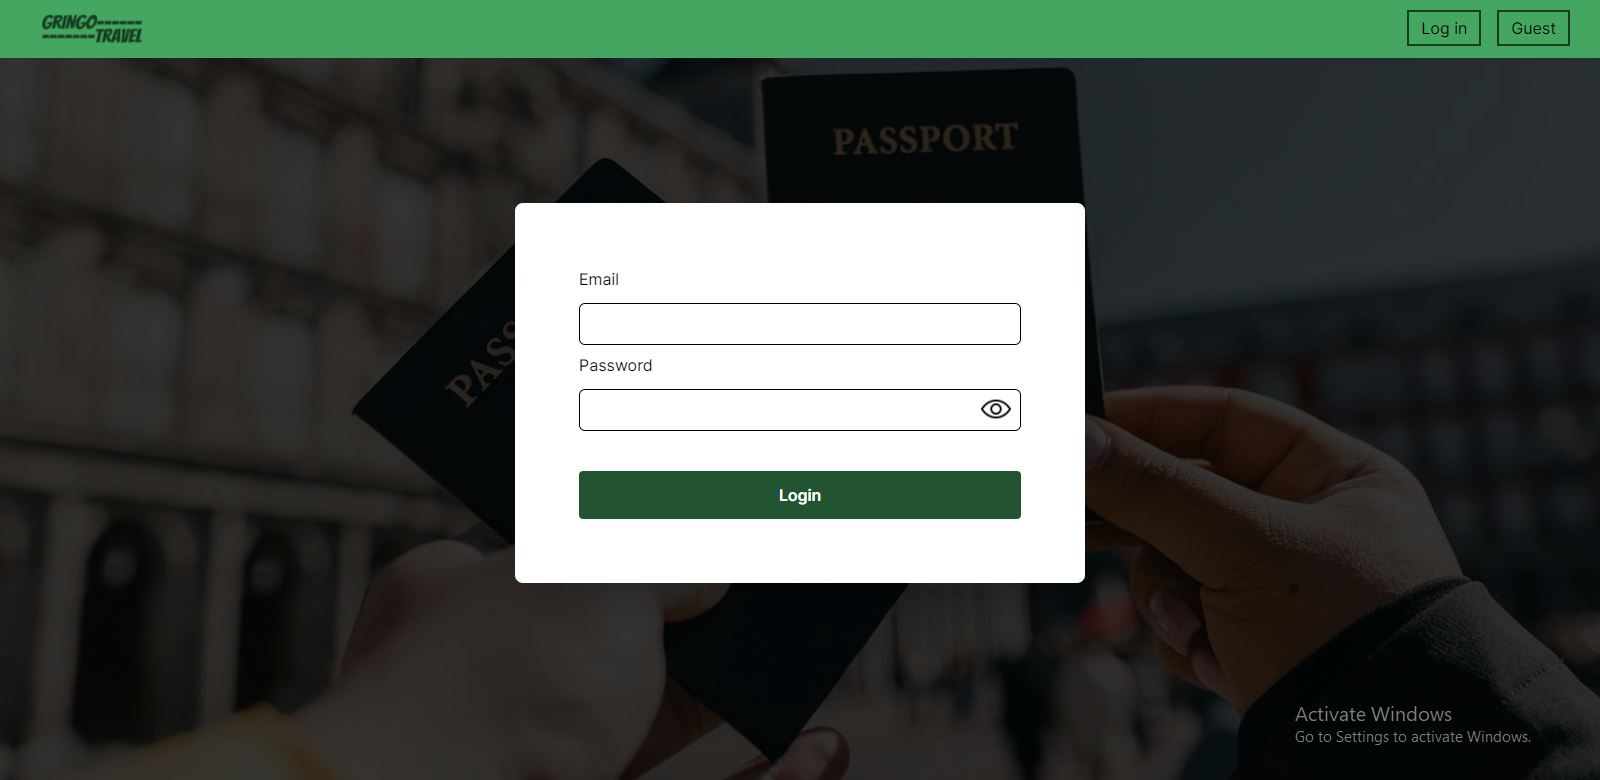 GRINGO------
-------TRAVEL
Log in
Guest
PASSPORT
PASS
Email
Password
Login
Activate Windows
Go to Settings to activate Windows.